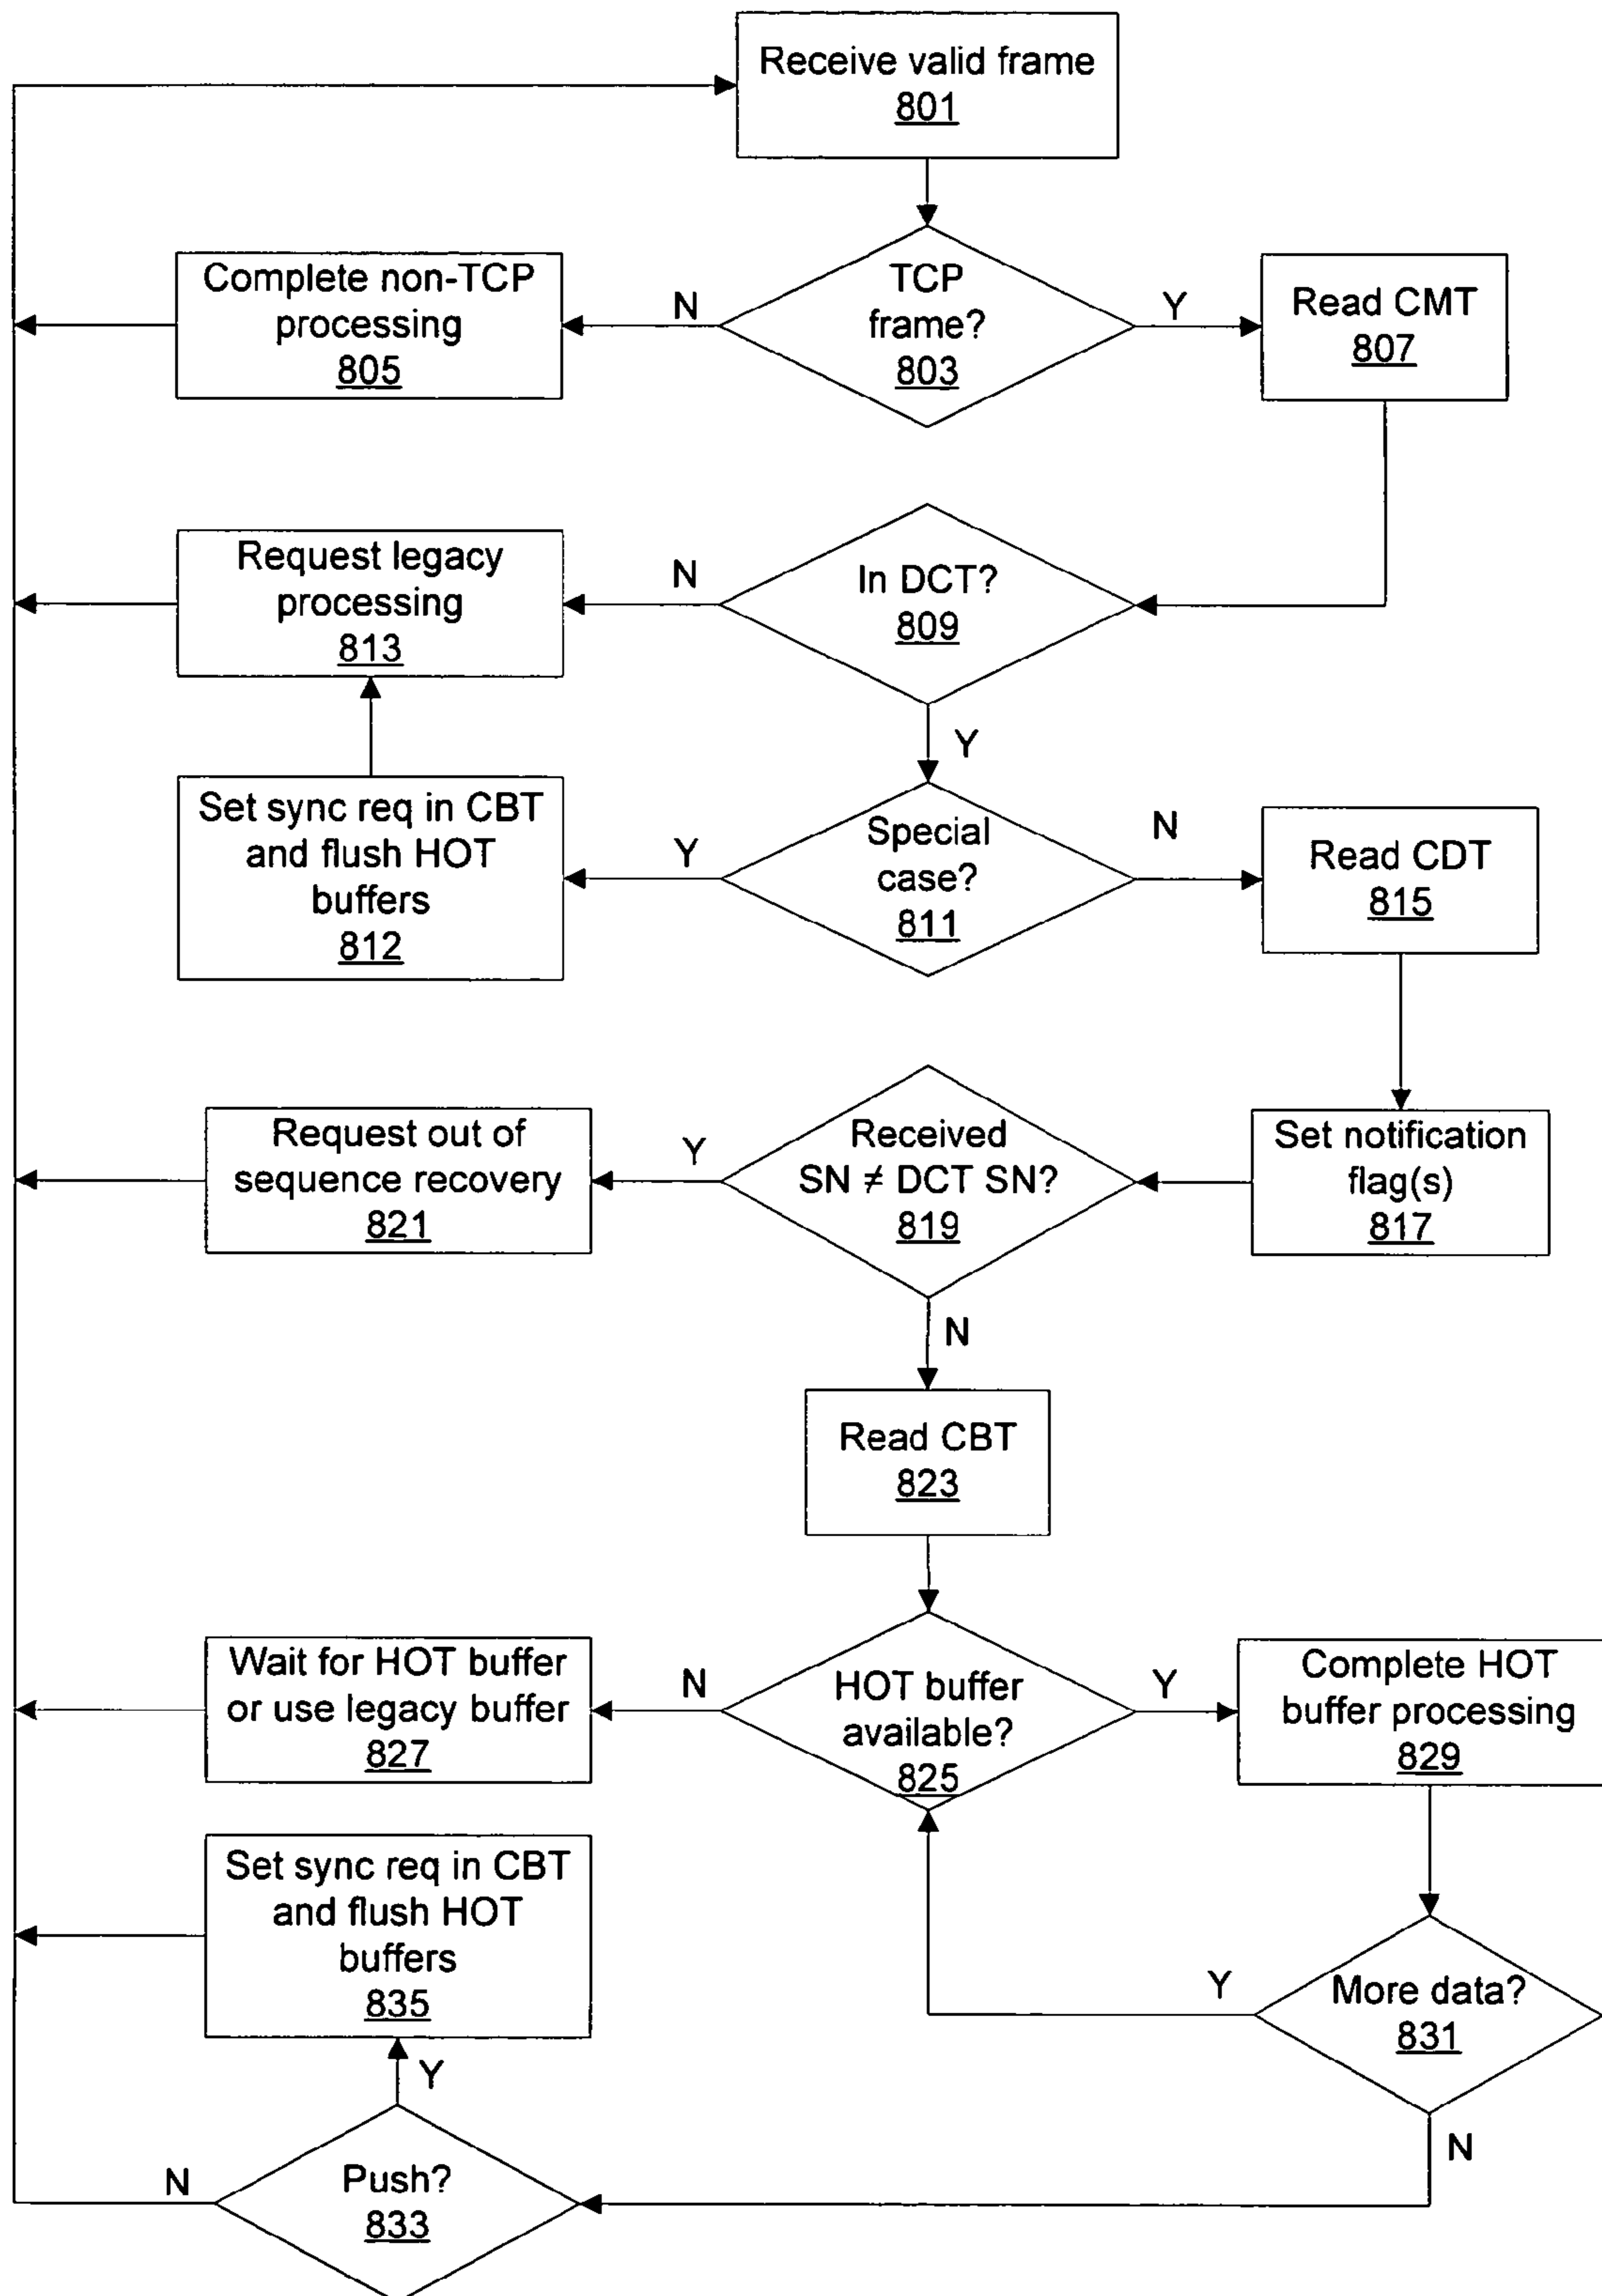 Receive valid frame
801
Complete non-TCP
processing
805
N
TCP
frame?
803
Y
Read CMT
807
Request legacy
processing
813
N
In DCT?
809
Y
Set sync req in CBT
and flush HOT
buffers
812
Y
Special
case?
811
N
Read CDT
815
Request out of
sequence recovery
821
Y
Received
SN ≠ DCT SN?
819
Set notification
flag(s)
817
N
Read CBT
823
Wait for HOT buffer
or use legacy buffer
827
N
HOT buffer
available?
825
Y
Complete HOT
buffer processing
829
Set sync req in CBT
and flush HOT
buffers
835
Y
More data?
831
Y
N
N
Push?
833